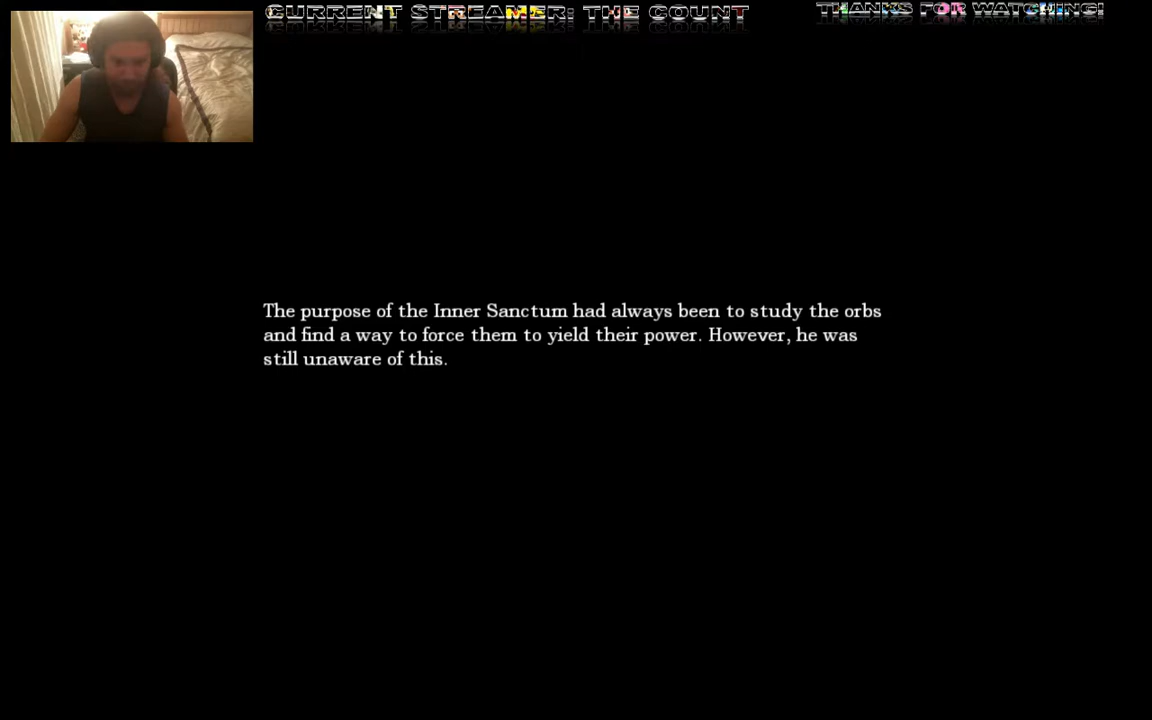 CURRENT STREAMER: THE COUNT
THANKS FOR WATCHING!
The purpose of the Inner Sanctum had always been to study the orbs
and find a way to force them to yield their power. However, he was
still unaware of this.